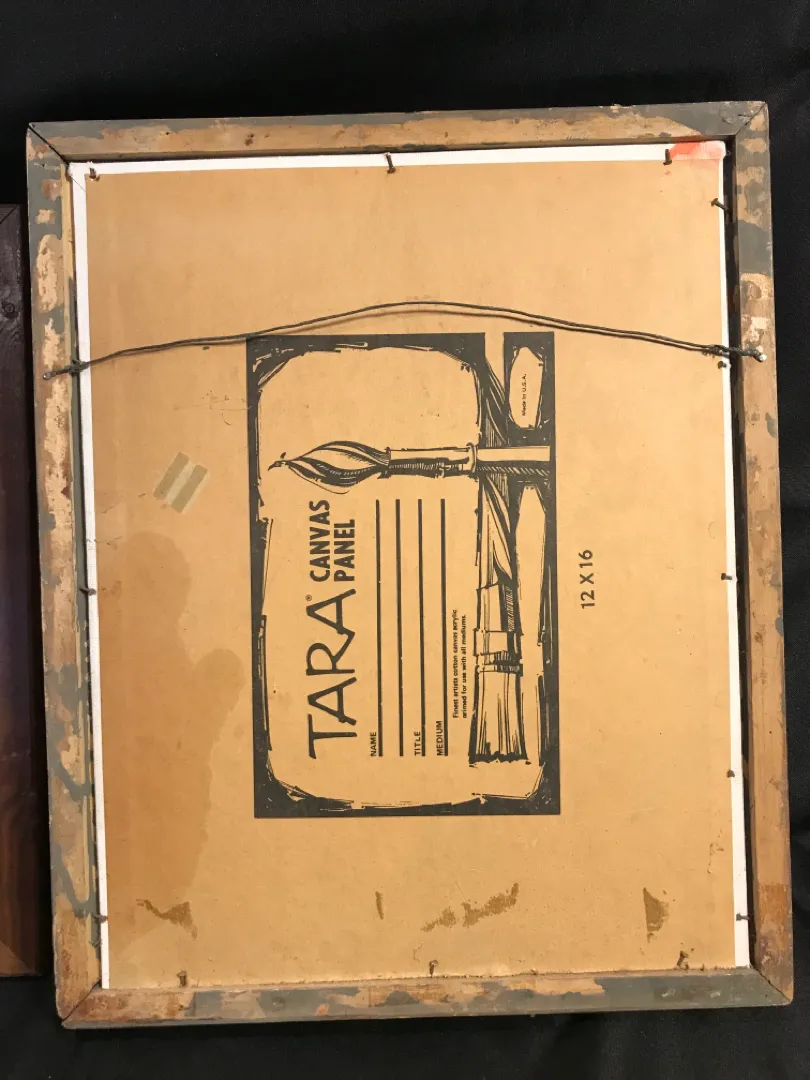 TARA®
CANVAS
PANEL
NAME
TITLE
MEDIUM
Finest artists cotton canvas acrylic
primed for use with all mediums.
Made in U.S.A.
12 X 16